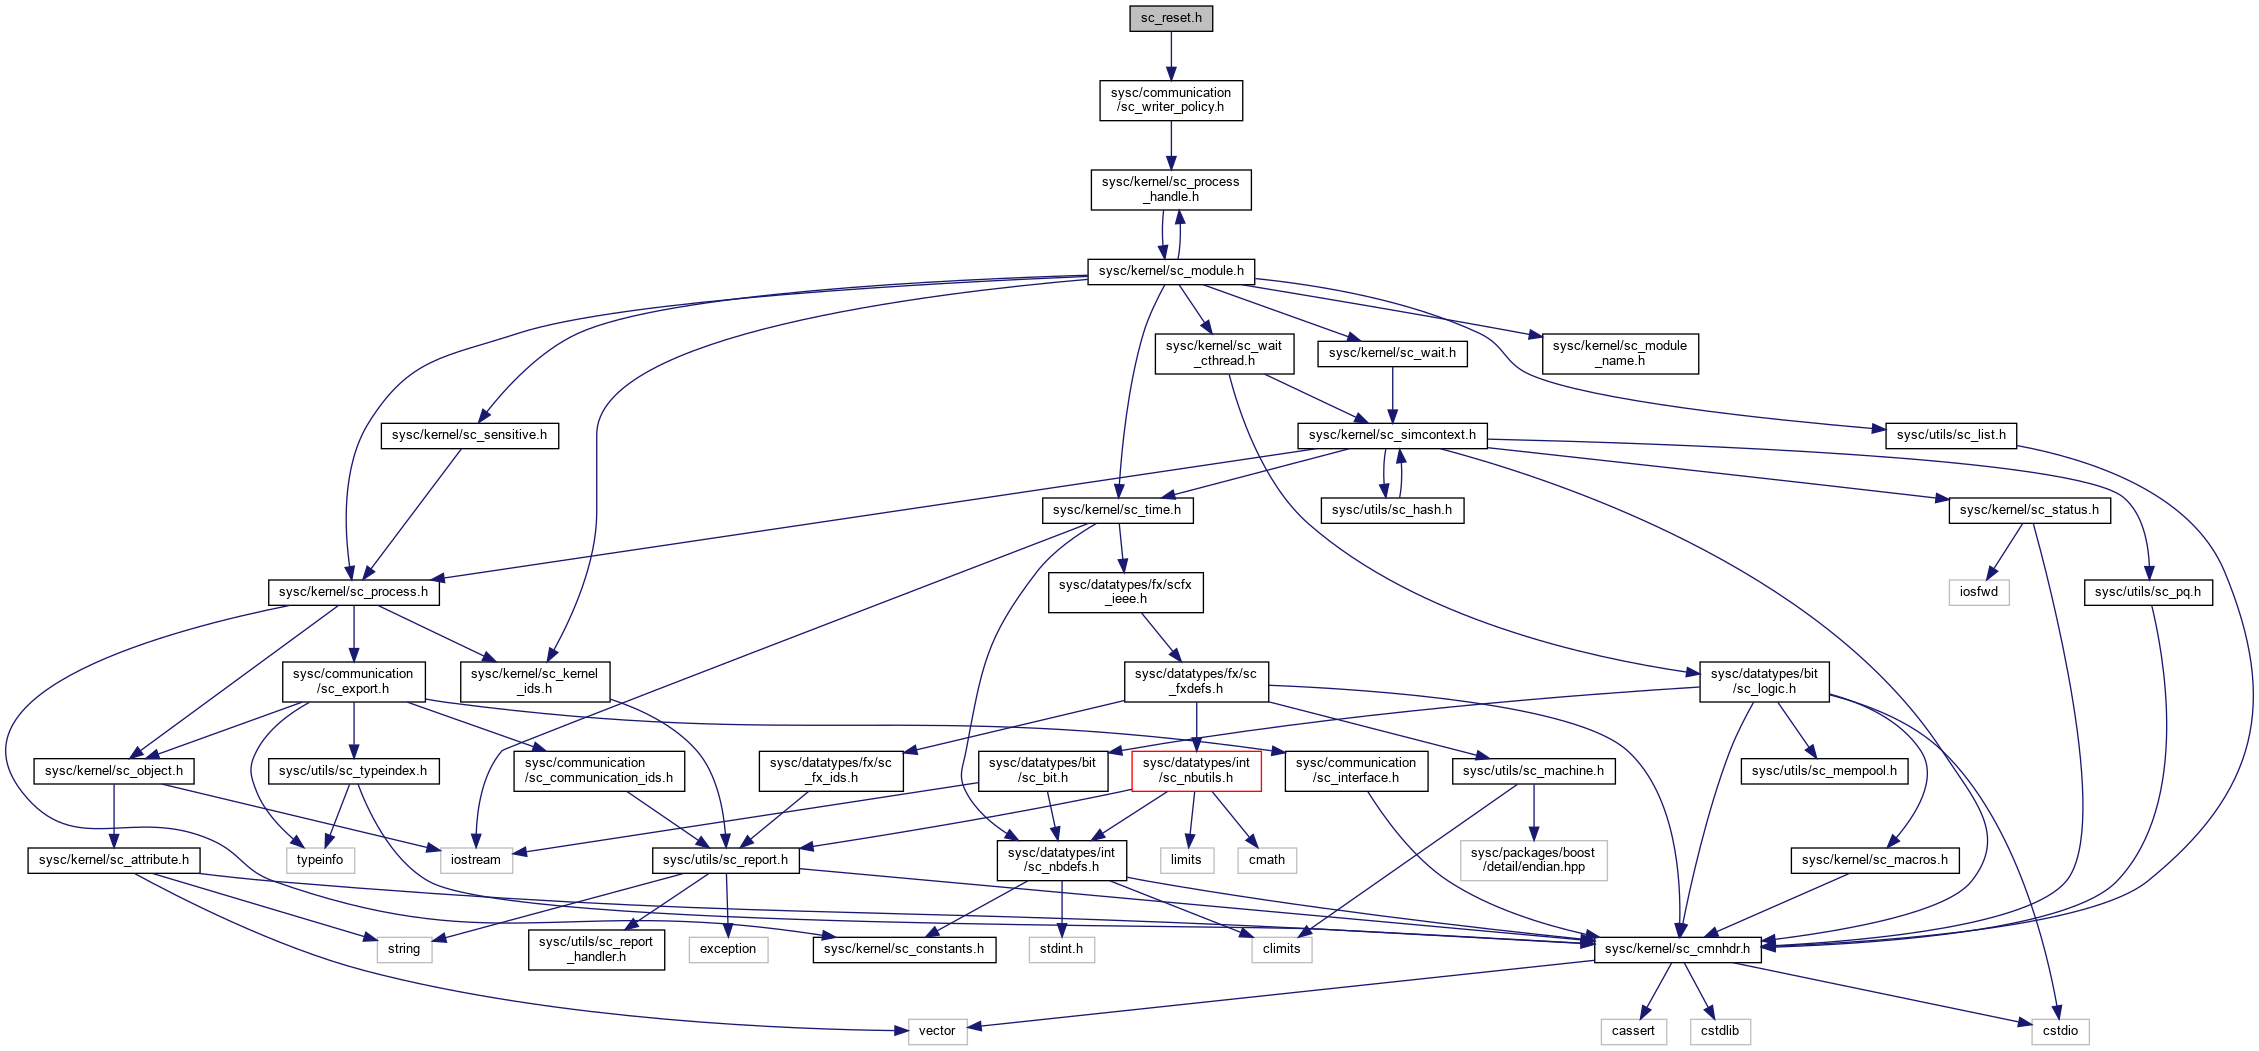 sc_reset.h
sysc/communication
/sc_writer_policy.h
sysc/kernel/sc_process
_handle.h
sysc/kernel/sc_module.h
sysc/kernel/sc_wait
_cthread.h
sysc/kernel/sc_wait.h
sysc/kernel/sc_module
_name.h
sysc/kernel/sc_sensitive.h
sysc/kernel/sc_simcontext.h
sysc/utils/sc_list.h
sysc/kernel/sc_time.h
sysc/utils/sc_hash.h
sysc/kernel/sc_status.h
sysc/kernel/sc_process.h
sysc/datatypes/fx/scfx
_ieee.h
iosfwd
sysc/utils/sc_pq.h
sysc/communication
/sc_export.h
sysc/kernel/sc_kernel
_ids.h
sysc/datatypes/fx/sc
_fxdefs.h
sysc/datatypes/bit
/sc_logic.h
sysc/kernel/sc_object.h
sysc/utils/sc_typeindex.h
sysc/communication
/sc_communication_ids.h
sysc/datatypes/fx/sc
_fx_ids.h
sysc/datatypes/bit
/sc_bit.h
sysc/datatypes/int
/sc_nbutils.h
sysc/communication
/sc_interface.h
sysc/utils/sc_machine.h
sysc/utils/sc_mempool.h
sysc/kernel/sc_attribute.h
typeinfo
iostream
sysc/utils/sc_report.h
sysc/datatypes/int
/sc_nbdefs.h
limits
cmath
sysc/packages/boost
/detail/endian.hpp
sysc/kernel/sc_macros.h
string
sysc/utils/sc_report
_handler.h
exception
sysc/kernel/sc_constants.h
stdint.h
climits
sysc/kernel/sc_cmnhdr.h
vector
cassert
cstdlib
cstdio